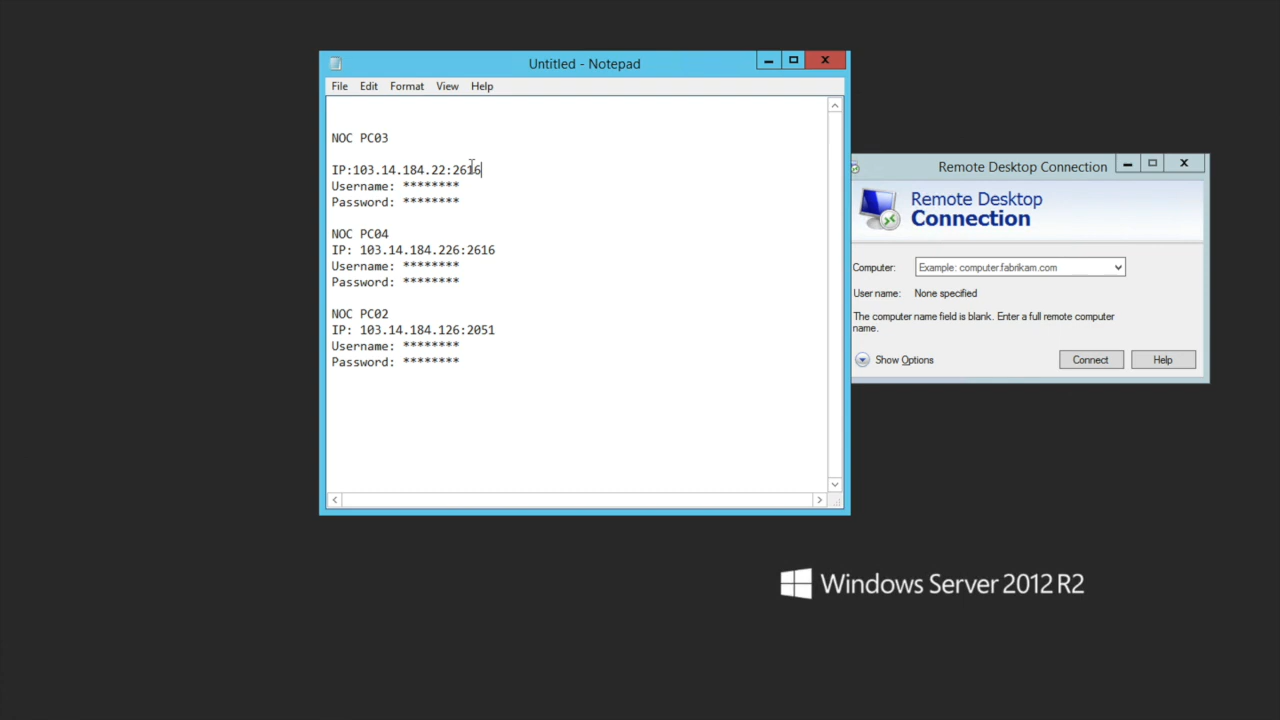 Untitled - Notepad
File Edit Format View Help
NOC PC03
IP:103.14.184.22:2616
Username: ********
Password: ********
NOC PC04
IP: 103.14.184.226:2616
Username: ********
Password: ********
NOC PC02
IP: 103.14.184.126:2051
Username: ********
Password: ********
Remote Desktop Connection
Remote Desktop
Connection
Computer: Example: computer.fabrikam.com
User name: None specified
The computer name field is blank. Enter a full remote computer
name.
Show Options Connect Help
Windows Server 2012 R2